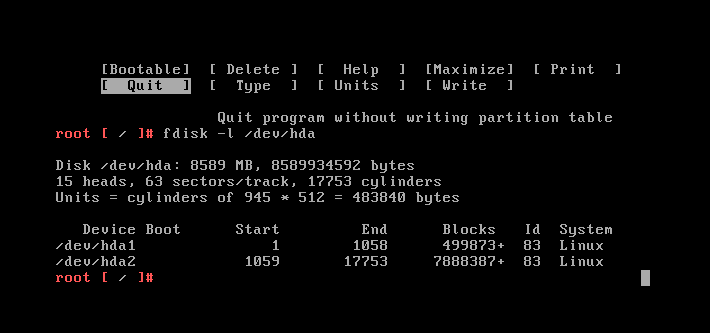 [Bootable] [ Delete ] [ Help ] [Maximize] [ Print ]
[ Quit ] [ Type ] [ Units ] [ Write ]
Quit program without writing partition table
root [ / ]# fdisk -l /dev/hda
Disk /dev/hda: 8589 MB, 8589934592 bytes
15 heads, 63 sectors/track, 17753 cylinders
Units = cylinders of 945 * 512 = 483840 bytes
Device Boot Start End Blocks Id System
/dev/hda1 1 1058 499873+ 83 Linux
/dev/hda2 1059 17753 7888387+ 83 Linux
root [ / ]#